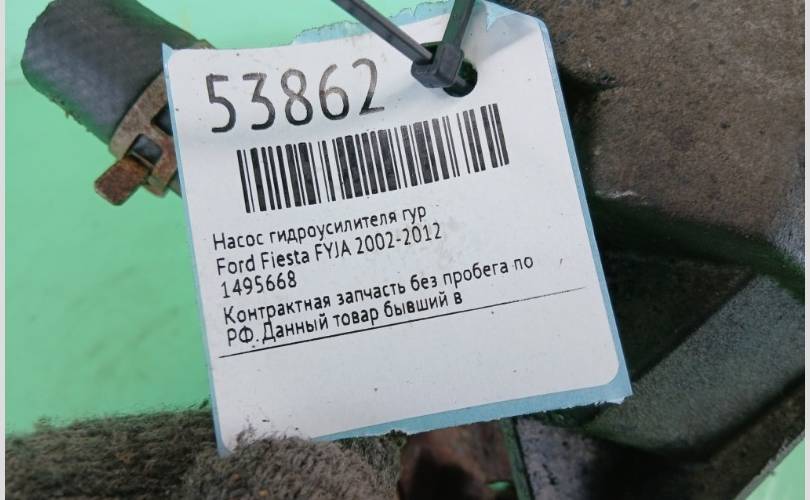 53862
Насос гидроусилителя гур
Ford Fiesta FYJA 2002-2012
1495668
Контрактная запчасть без пробега по
РФ. Данный товар бывший в